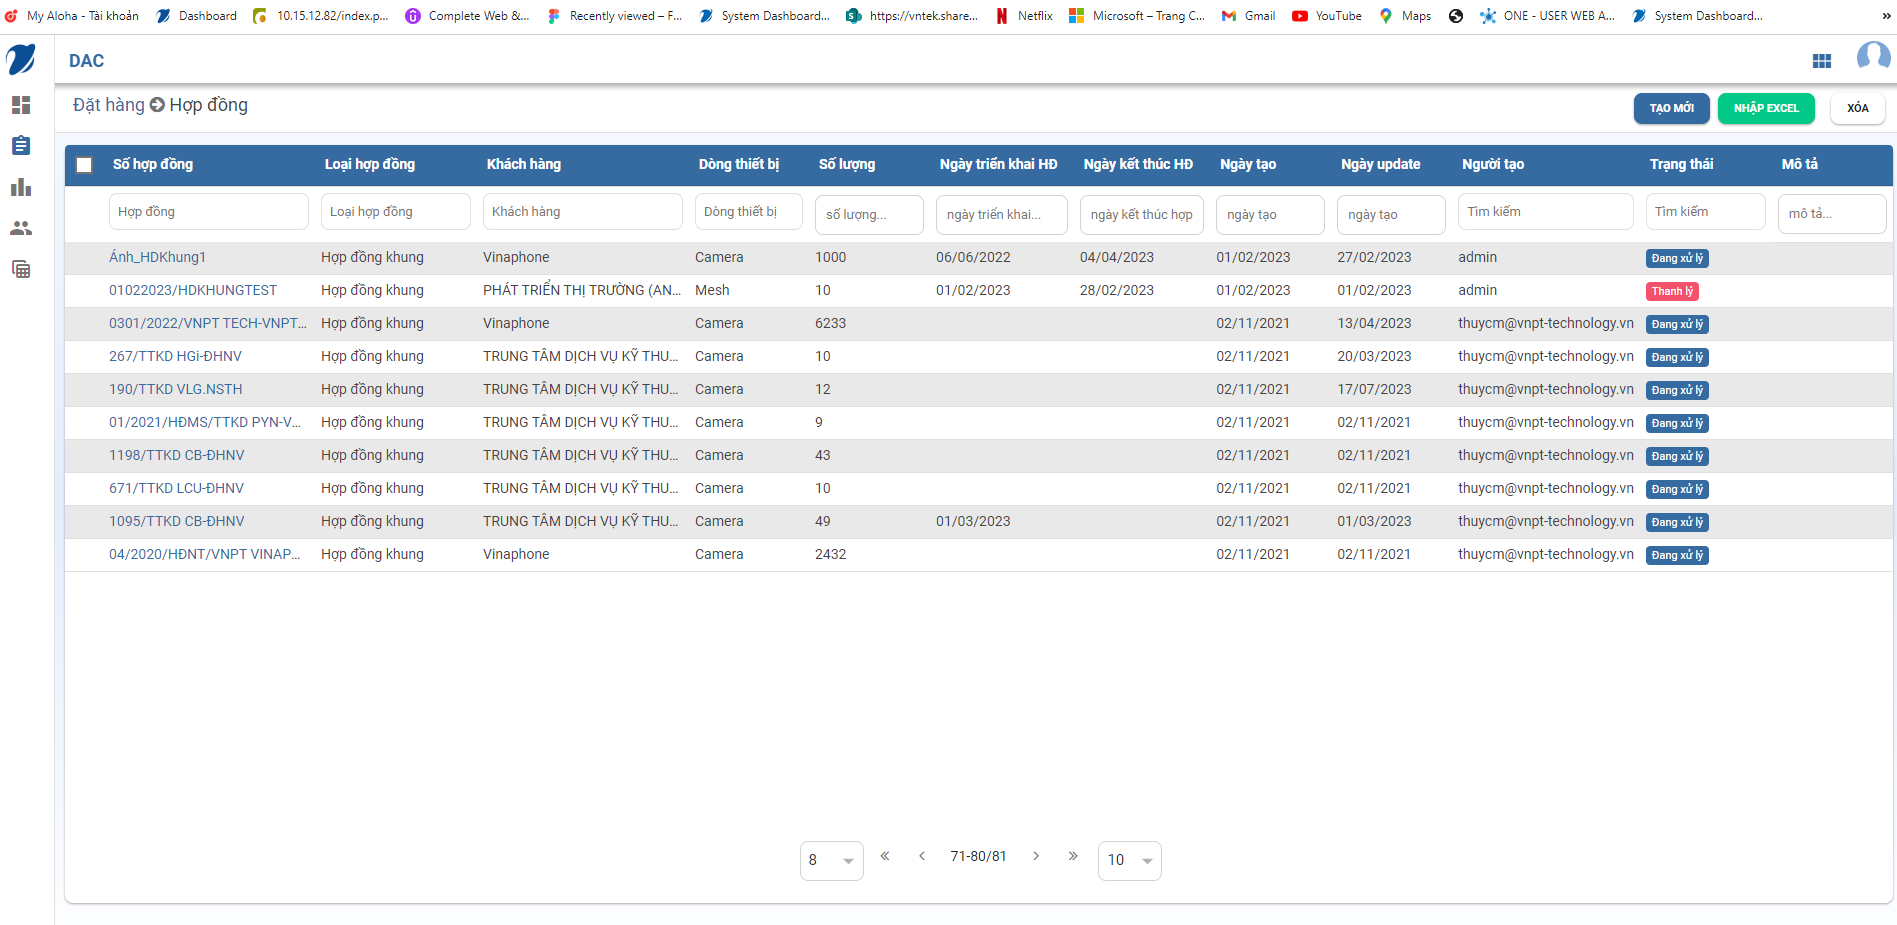 My Aloha - Tài khoản Dashboard 10.15.12.82/index.p... Complete Web &... Recently viewed – F... System Dashboard... https://vntek.share... Netflix Microsoft – Trang C... Gmail YouTube Maps ONE - USER WEB A... System Dashboard... »
DAC
Đặt hàng Hợp đồng TẠO MỚI NHẬP EXCEL XÓA
Số hợp đồng Loại hợp đồng Khách hàng Dòng thiết bị Số lượng Ngày triển khai HĐ Ngày kết thúc HĐ Ngày tạo Ngày update Người tạo Trạng thái Mô tả
Hợp đồng Loại hợp đồng Khách hàng Dòng thiết bị số lượng... ngày triển khai... ngày kết thúc hợp ngày tạo ngày tạo Tìm kiếm Tìm kiếm mô tả...
Ánh_HDKhung1 Hợp đồng khung Vinaphone Camera 1000 06/06/2022 04/04/2023 01/02/2023 27/02/2023 admin Đang xử lý
01022023/HDKHUNGTEST Hợp đồng khung PHÁT TRIỂN THỊ TRƯỜNG (AN... Mesh 10 01/02/2023 28/02/2023 01/02/2023 01/02/2023 admin Thanh lý
0301/2022/VNPT TECH-VNPT... Hợp đồng khung Vinaphone Camera 6233 02/11/2021 13/04/2023 thuycm@vnpt-technology.vn Đang xử lý
267/TTKD HGi-ĐHNV Hợp đồng khung TRUNG TÂM DỊCH VỤ KỸ THU... Camera 10 02/11/2021 20/03/2023 thuycm@vnpt-technology.vn Đang xử lý
190/TTKD VLG.NSTH Hợp đồng khung TRUNG TÂM DỊCH VỤ KỸ THU... Camera 12 02/11/2021 17/07/2023 thuycm@vnpt-technology.vn Đang xử lý
01/2021/HĐMS/TTKD PYN-V... Hợp đồng khung TRUNG TÂM DỊCH VỤ KỸ THU... Camera 9 02/11/2021 02/11/2021 thuycm@vnpt-technology.vn Đang xử lý
1198/TTKD CB-ĐHNV Hợp đồng khung TRUNG TÂM DỊCH VỤ KỸ THU... Camera 43 02/11/2021 02/11/2021 thuycm@vnpt-technology.vn Đang xử lý
671/TTKD LCU-ĐHNV Hợp đồng khung TRUNG TÂM DỊCH VỤ KỸ THU... Camera 10 02/11/2021 02/11/2021 thuycm@vnpt-technology.vn Đang xử lý
1095/TTKD CB-ĐHNV Hợp đồng khung TRUNG TÂM DỊCH VỤ KỸ THU... Camera 49 01/03/2023 02/11/2021 01/03/2023 thuycm@vnpt-technology.vn Đang xử lý
04/2020/HĐNT/VNPT VINAP... Hợp đồng khung Vinaphone Camera 2432 02/11/2021 02/11/2021 thuycm@vnpt-technology.vn Đang xử lý
8 « ‹ 71-80/81 › » 10